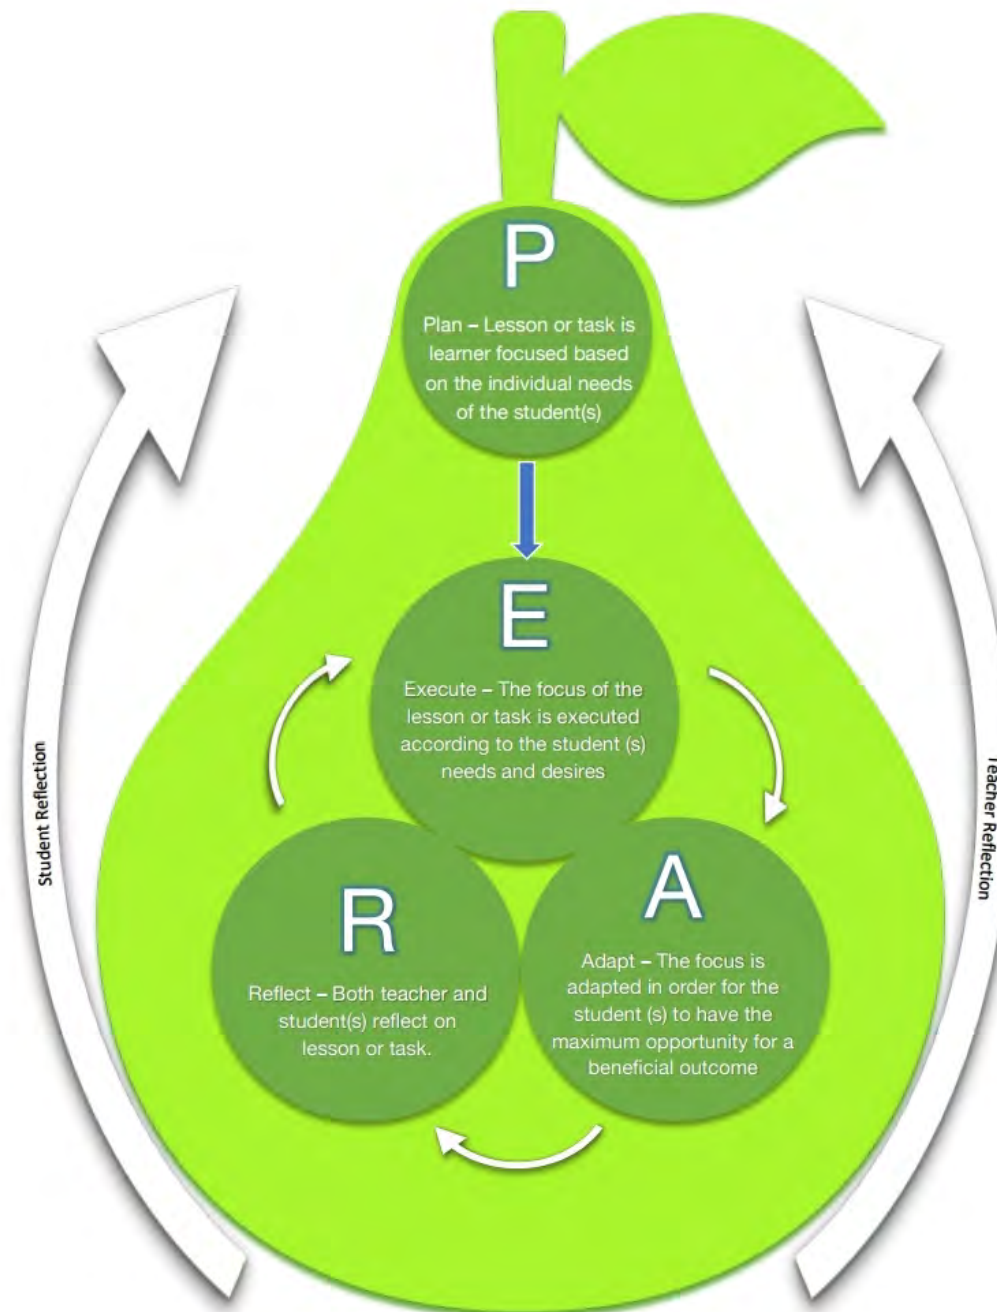 P
Plan – Lesson or task is
learner focused based
on the individual needs
of the student(s)
E
Execute – The focus of the
lesson or task is executed
according to the student (s)
needs and desires
R
Reflect – Both teacher and
student(s) reflect on
lesson or task.
A
Adapt – The focus is
adapted in order for the
student (s) to have the
maximum opportunity for a
beneficial outcome
Student Reflection
Teacher Reflection